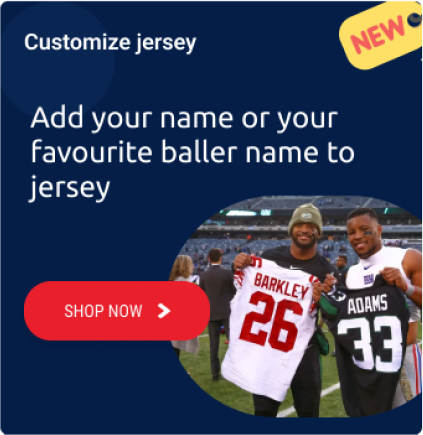 Customize jersey
NEW
Add your name or your
favourite baller name to
jersey
SHOP NOW
BARKLEY
26
ADAMS
33